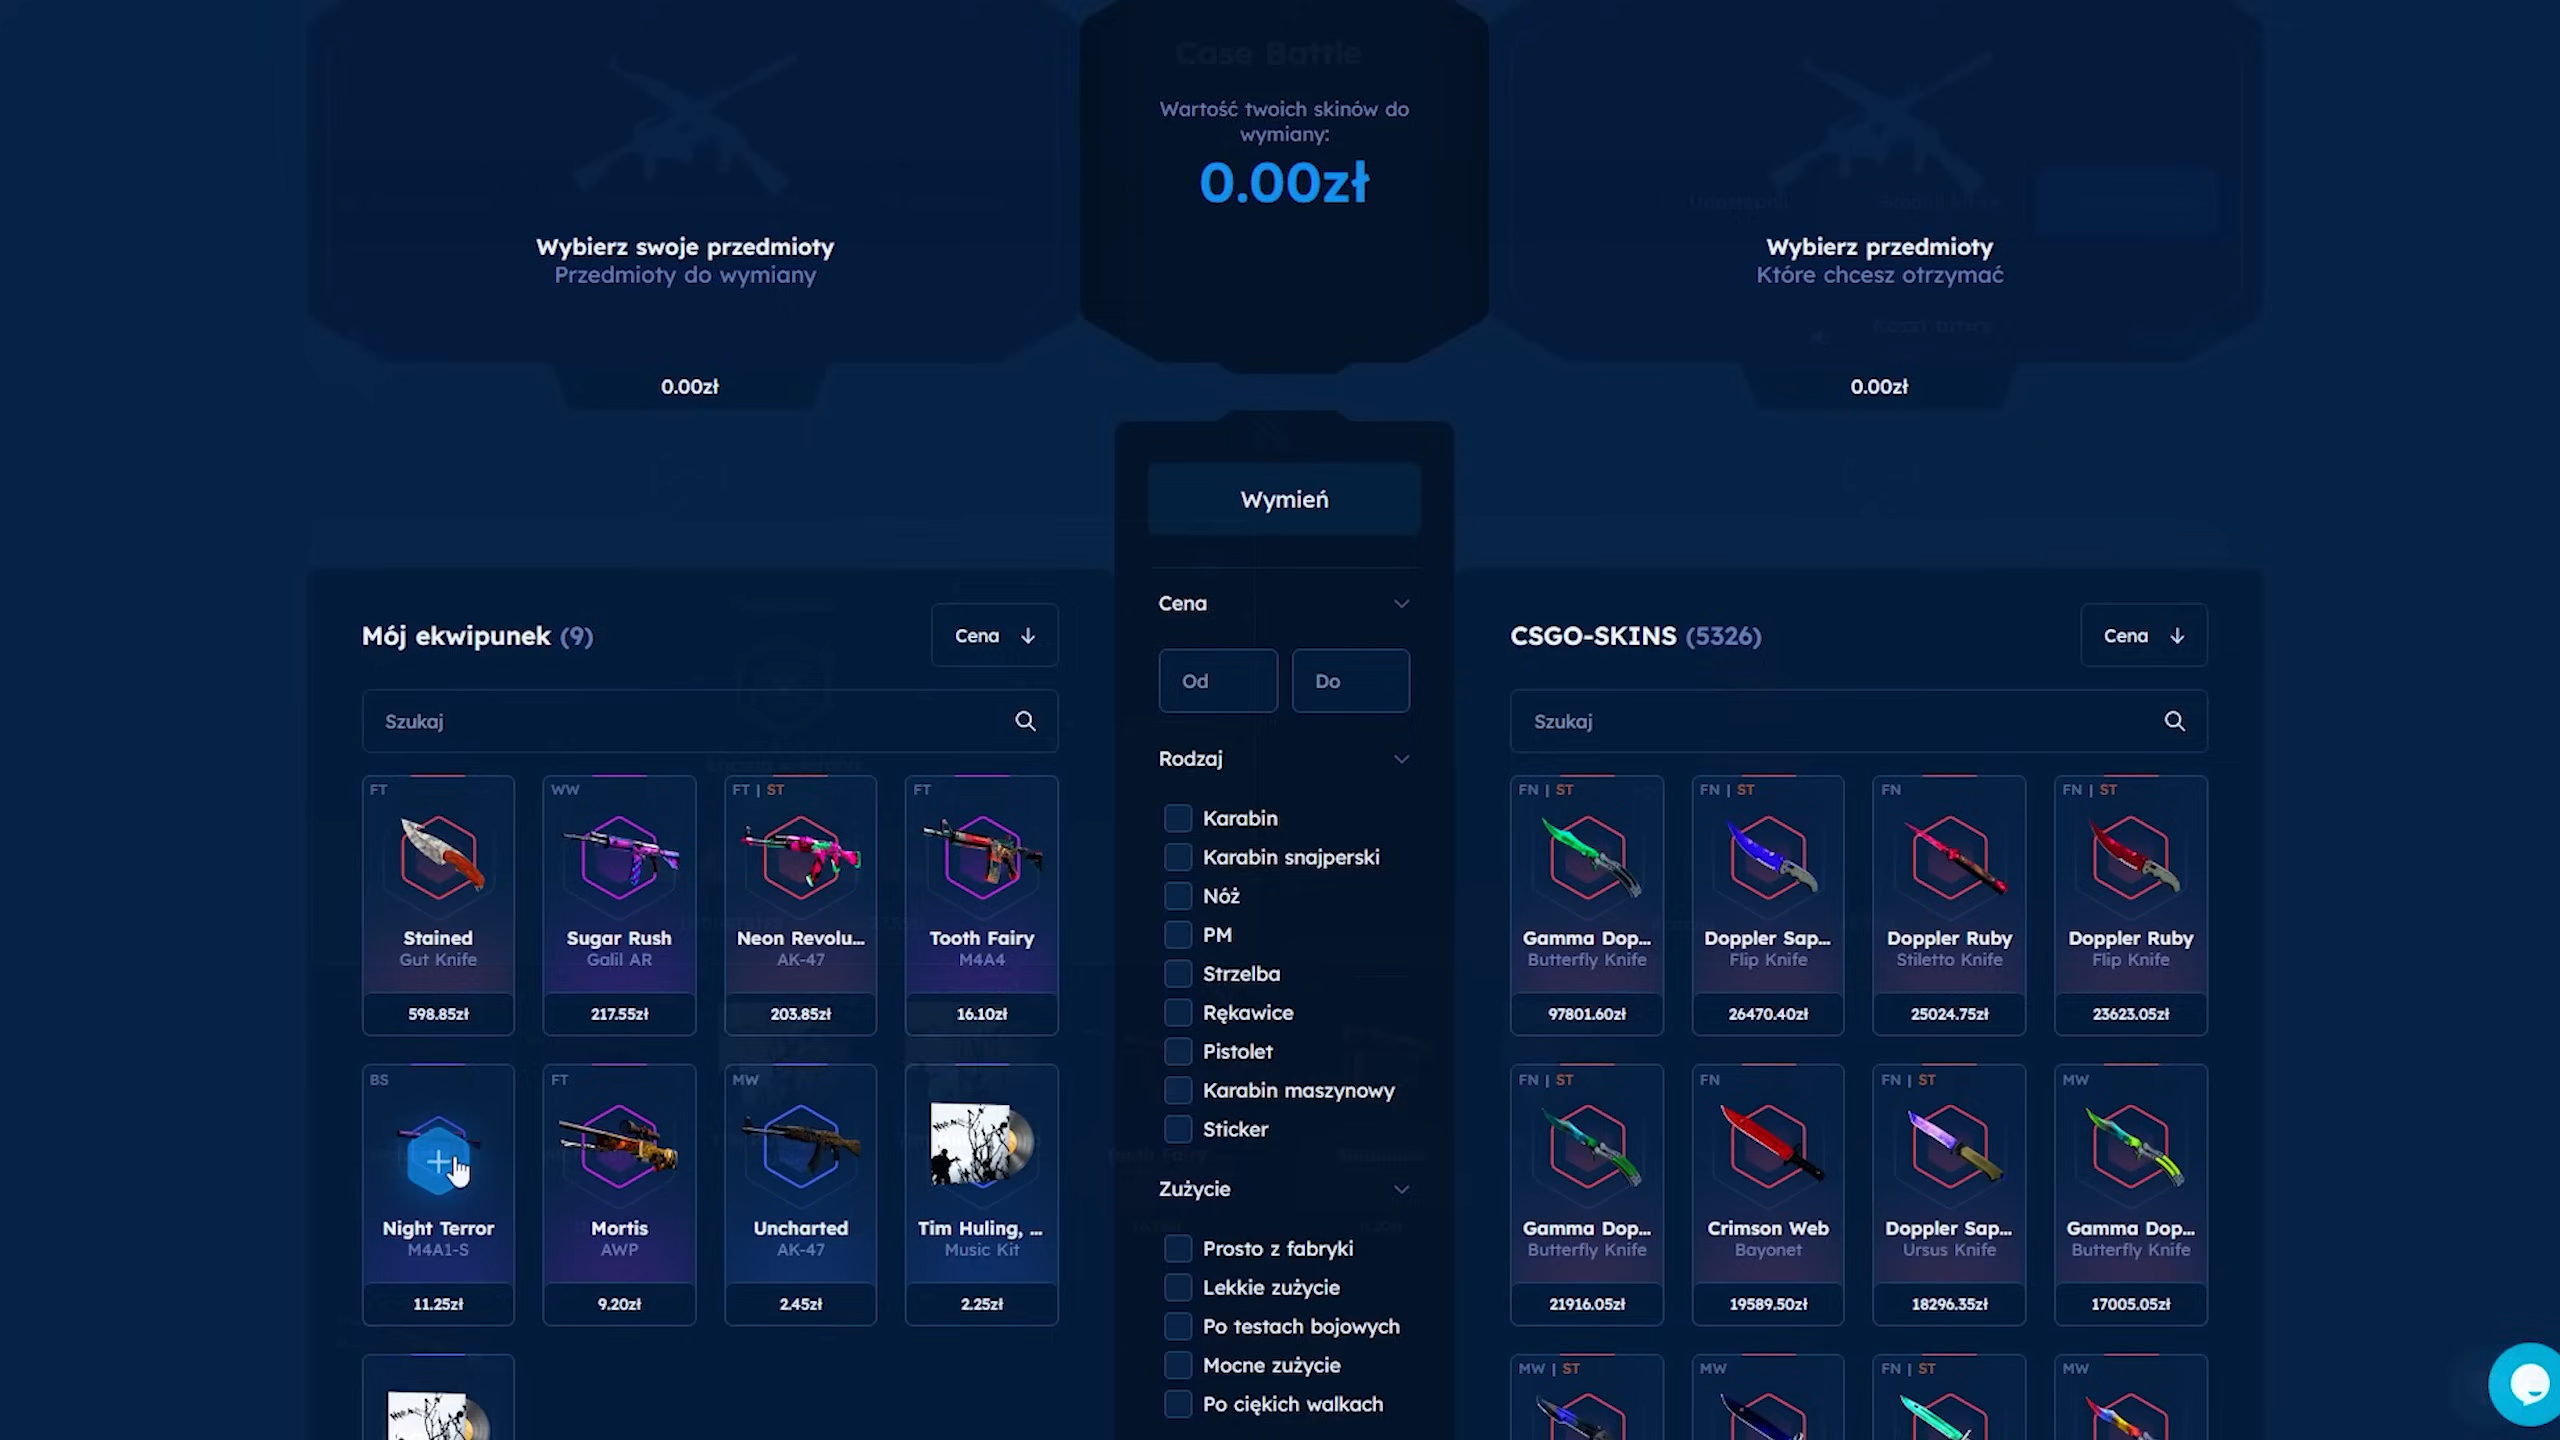 Case Battle
Wartość twoich skinów do
wymiany:
0.00zł
Wybierz swoje przedmioty
Przedmioty do wymiany
0.00zł
Wybierz przedmioty
Które chcesz otrzymać
0.00zł
Wymień
Mój ekwipunek (9)
Cena
Szukaj
FT
Stained
Gut Knife
598.85zł
WW
Sugar Rush
Galil AR
217.55zł
FT | ST
Neon Revolu...
AK-47
203.85zł
FT
Tooth Fairy
M4A4
16.10zł
BS
Night Terror
M4A1-S
11.25zł
FT
Mortis
AWP
9.20zł
MW
Uncharted
AK-47
2.45zł
Tim Huling, ...
Music Kit
2.25zł
Cena
Od
Do
Rodzaj
Karabin
Karabin snajperski
Nóż
PM
Strzelba
Rękawice
Pistolet
Karabin maszynowy
Sticker
Zużycie
Prosto z fabryki
Lekkie zużycie
Po testach bojowych
Mocne zużycie
Po ciękich walkach
CSGO-SKINS (5326)
Cena
Szukaj
FN | ST
Gamma Dop...
Butterfly Knife
97801.60zł
FN | ST
Doppler Sap...
Flip Knife
26470.40zł
FN
Doppler Ruby
Stiletto Knife
25024.75zł
FN | ST
Doppler Ruby
Flip Knife
23623.05zł
FN | ST
Gamma Dop...
Butterfly Knife
21916.05zł
FN
Crimson Web
Bayonet
19589.50zł
FN | ST
Doppler Sap...
Ursus Knife
18296.35zł
MW
Gamma Dop...
Butterfly Knife
17005.05zł
MW | ST
MW
FN | ST
MW